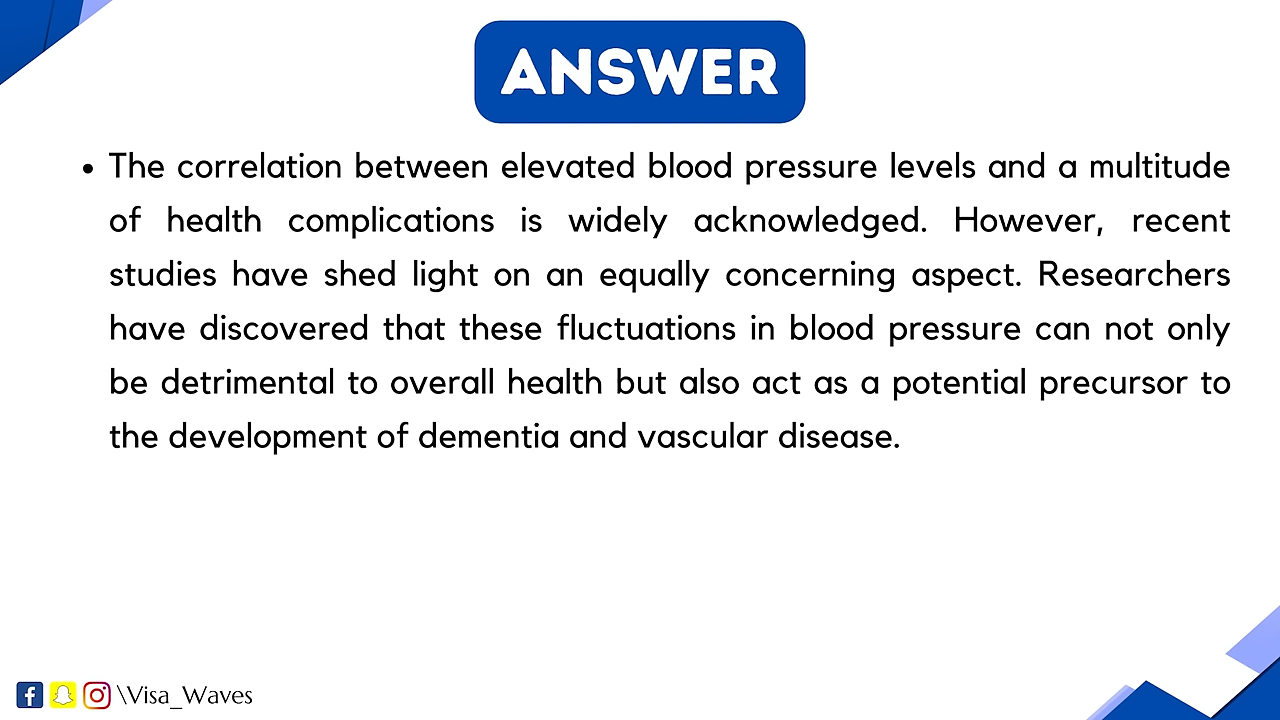 ANSWER
• The correlation between elevated blood pressure levels and a multitude
of health complications is widely acknowledged. However, recent
studies have shed light on an equally concerning aspect. Researchers
have discovered that these fluctuations in blood pressure can not only
be detrimental to overall health but also act as a potential precursor to
the development of dementia and vascular disease.
\Visa_Waves